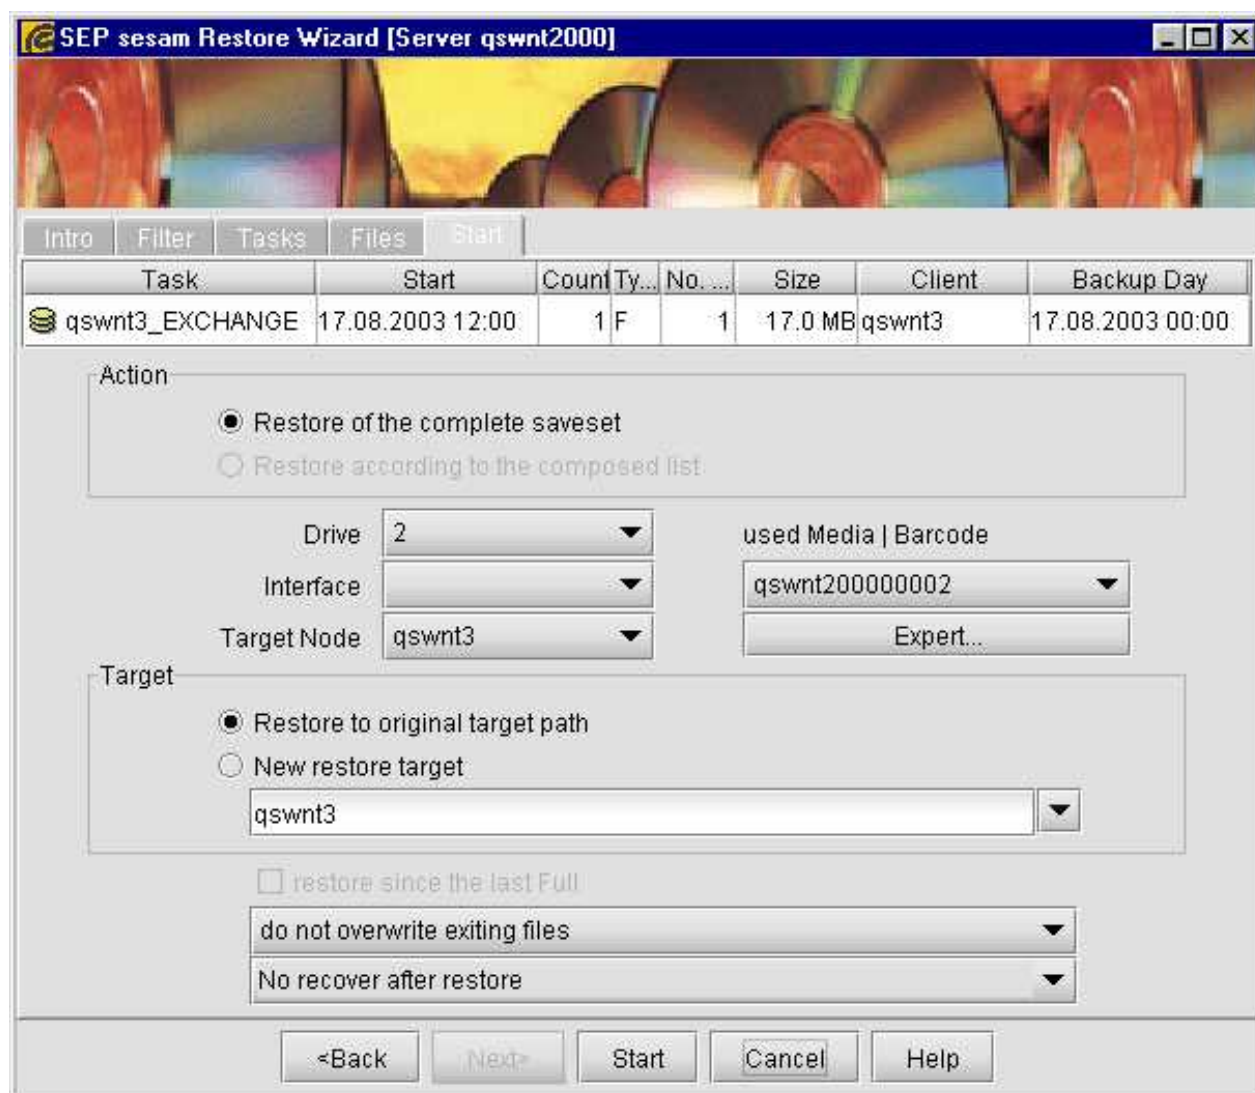 SEP sesam Restore Wizard [Server qswnt2000]
Intro Filter Tasks Files Start
Task Start Count Ty... No. ... Size Client Backup Day
qswnt3_EXCHANGE 17.08.2003 12:00 1 F 1 17.0 MB qswnt3 17.08.2003 00:00
Action
Restore of the complete saveset
Restore according to the composed list
Drive 2 used Media | Barcode
Interface qswnt200000002
Target Node qswnt3 Expert...
Target
Restore to original target path
New restore target
qswnt3
restore since the last Full
do not overwrite exiting files
No recover after restore
<Back Next> Start Cancel Help